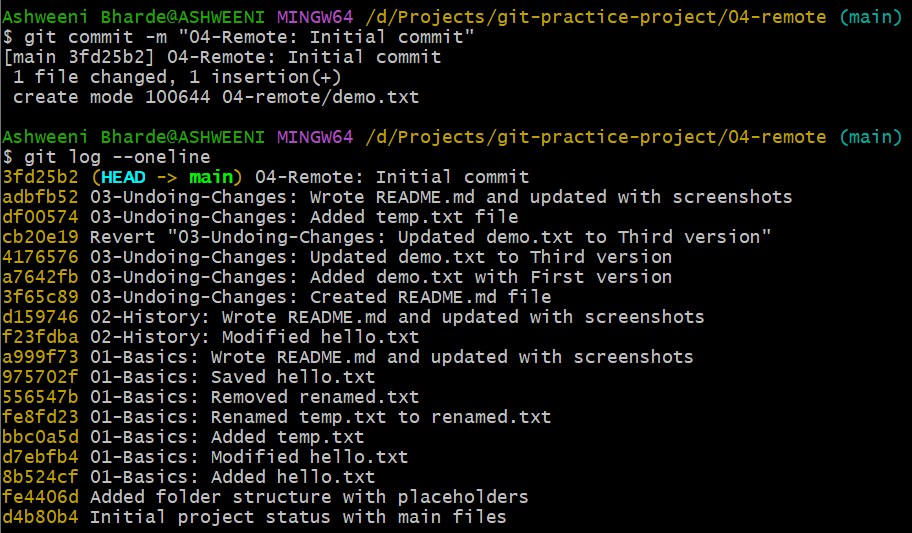 Ashweeni Bharde@ASHWEENI MINGW64 /d/Projects/git-practice-project/04-remote (main)
$ git commit -m "04-Remote: Initial commit"
[main 3fd25b2] 04-Remote: Initial commit
 1 file changed, 1 insertion(+)
 create mode 100644 04-remote/demo.txt

Ashweeni Bharde@ASHWEENI MINGW64 /d/Projects/git-practice-project/04-remote (main)
$ git log --oneline
3fd25b2 (HEAD -> main) 04-Remote: Initial commit
adbfb52 03-Undoing-Changes: Wrote README.md and updated with screenshots
df00574 03-Undoing-Changes: Added temp.txt file
cb20e19 Revert "03-Undoing-Changes: Updated demo.txt to Third version"
4176576 03-Undoing-Changes: Updated demo.txt to Third version
a7642fb 03-Undoing-Changes: Added demo.txt with First version
3f65c89 03-Undoing-Changes: Created README.md file
d159746 02-History: Wrote README.md and updated with screenshots
f23fdba 02-History: Modified hello.txt
a999f73 01-Basics: Wrote README.md and updated with screenshots
975702f 01-Basics: Saved hello.txt
556547b 01-Basics: Removed renamed.txt
fe8fd23 01-Basics: Renamed temp.txt to renamed.txt
bbc0a5d 01-Basics: Added temp.txt
d7ebfb4 01-Basics: Modified hello.txt
8b524cf 01-Basics: Added hello.txt
fe4406d Added folder structure with placeholders
d4b80b4 Initial project status with main files